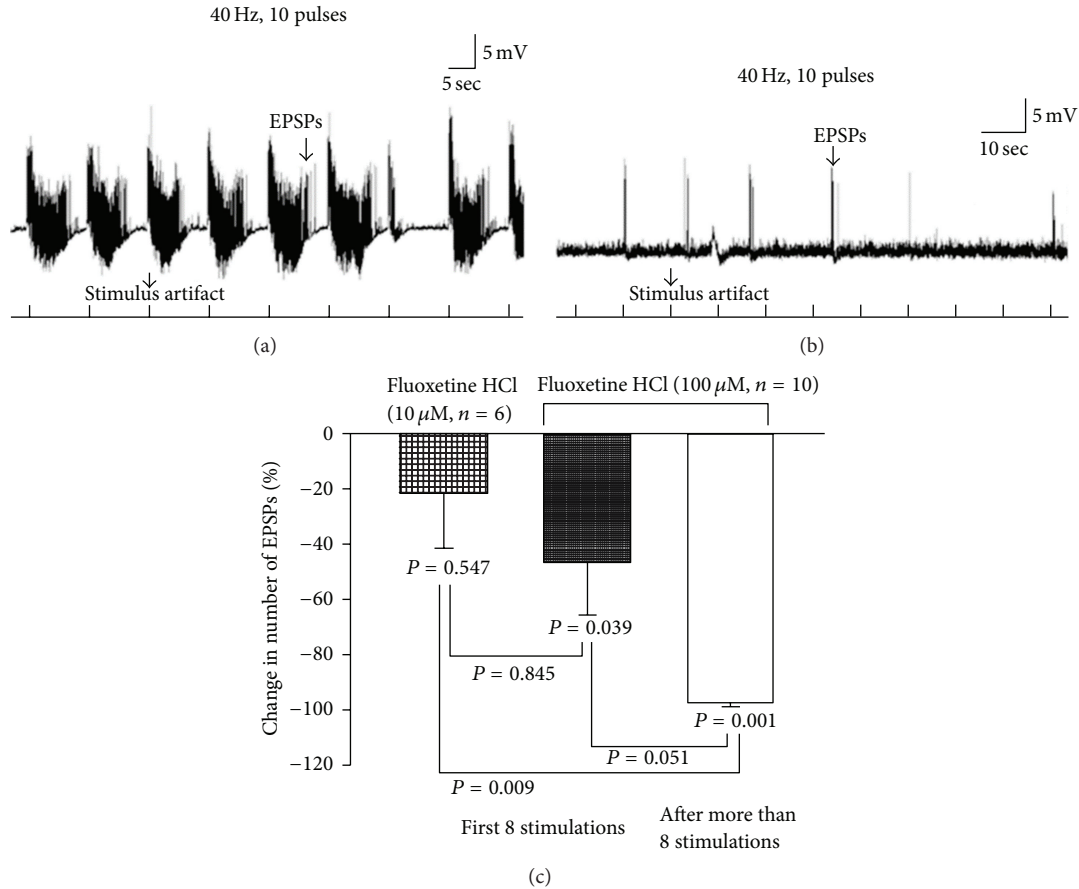 40 Hz, 10 pulses
5 mV
5 sec
EPSPs
Stimulus artifact
(a)
40 Hz, 10 pulses
5 mV
10 sec
EPSPs
Stimulus artifact
(b)
Fluoxetine HCl
(10 μM, n = 6)
Fluoxetine HCl (100 μM, n = 10)
Change in number of EPSPs (%)
0
−20
−40
−60
−80
−100
−120
P = 0.547
P = 0.039
P = 0.845
P = 0.001
P = 0.051
P = 0.009
First 8 stimulations
After more than
8 stimulations
(c)